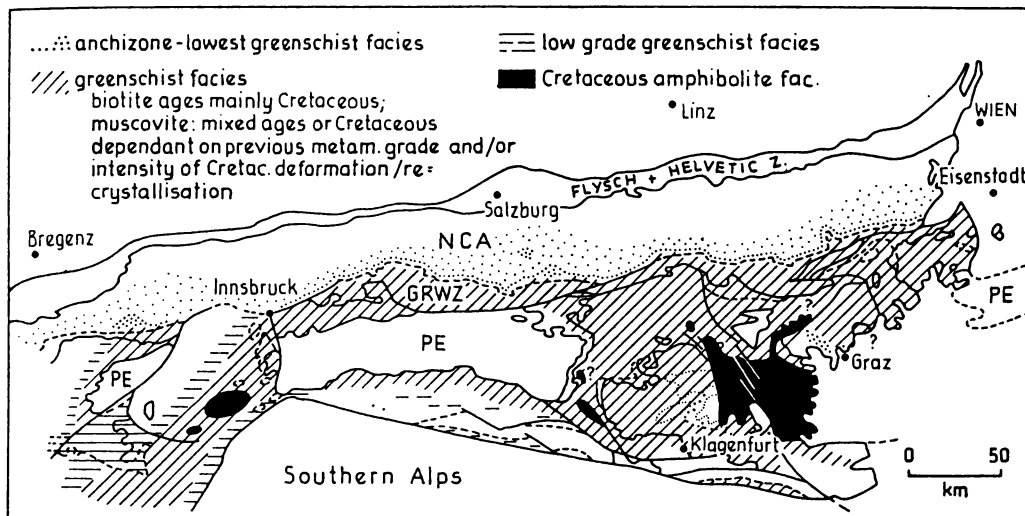 anchizone-lowest greenschist facies
low grade greenschist facies
greenschist facies
Cretaceous amphibolite fac.
biotite ages mainly Cretaceous;
muscovite: mixed ages or Cretaceous
dependant on previous metam. grade and/or
intensity of Cretac. deformation/re=
crystallisation
Linz
WIEN
FLYSCH + HELVETIC Z.
Eisenstadt
Salzburg
Bregenz
NCA
Innsbruck
GRWZ
PE
?
PE
PE
?
?
Graz
Klagenfurt
Southern Alps
0 50
km